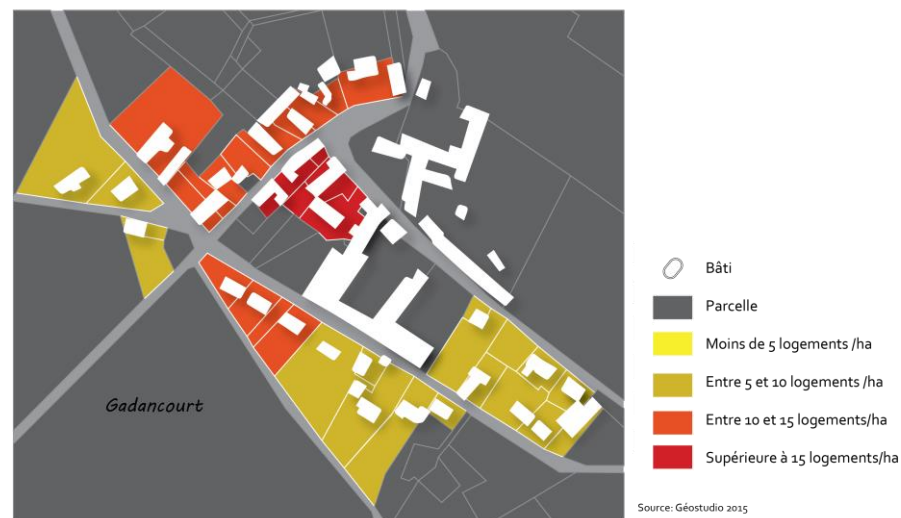 Gadancourt
Bâti
Parcelle
Moins de 5 logements /ha
Entre 5 et 10 logements /ha
Entre 10 et 15 logements/ha
Supérieure à 15 logements/ha
Source: Géostudio 2015